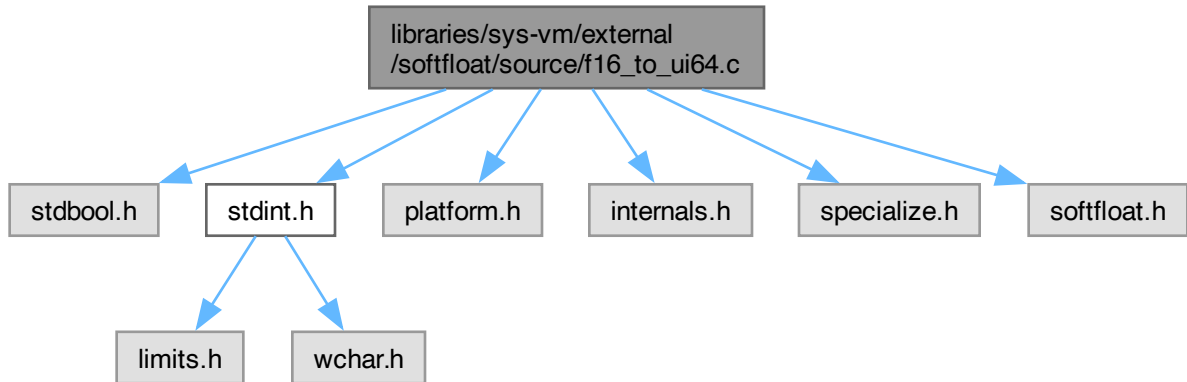 libraries/sys-vm/external
/softfloat/source/f16_to_ui64.c
stdbool.h
stdint.h
platform.h
internals.h
specialize.h
softfloat.h
limits.h
wchar.h